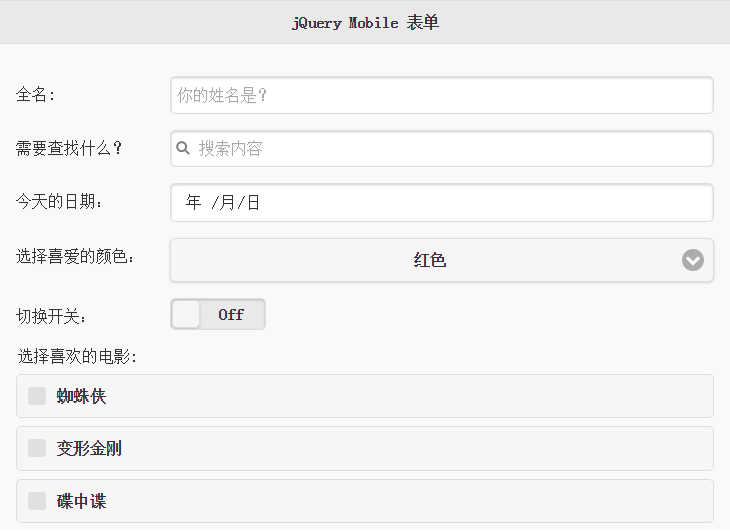 jQuery Mobile 表单
全名: 你的姓名是?
需要查找什么? 搜索内容
今天的日期: 年 /月/日
选择喜爱的颜色: 红色
切换开关: Off
选择喜欢的电影:
蜘蛛侠
变形金刚
碟中谍